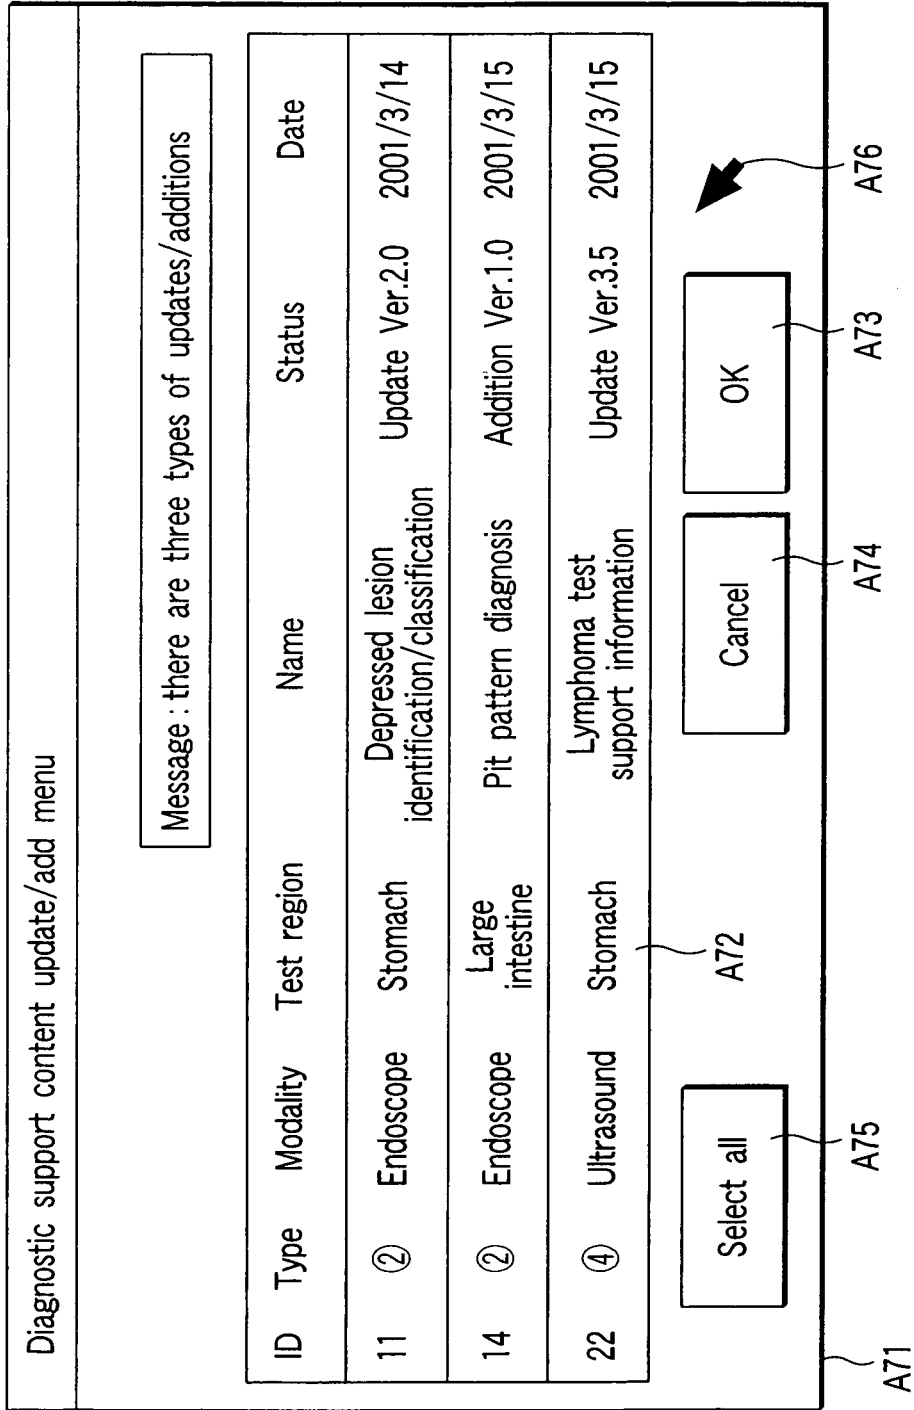 Diagnostic support content update/add menu
Message : there are three types of updates/additions
ID Type Modality Test region Name Status Date
11 ② Endoscope Stomach Depressed lesion identification/classification Update Ver.2.0 2001/3/14
14 ② Endoscope Large intestine Pit pattern diagnosis Addition Ver.1.0 2001/3/15
22 ④ Ultrasound Stomach Lymphoma test support information Update Ver.3.5 2001/3/15
Select all Cancel OK
A71 A75 A72 A74 A73 A76